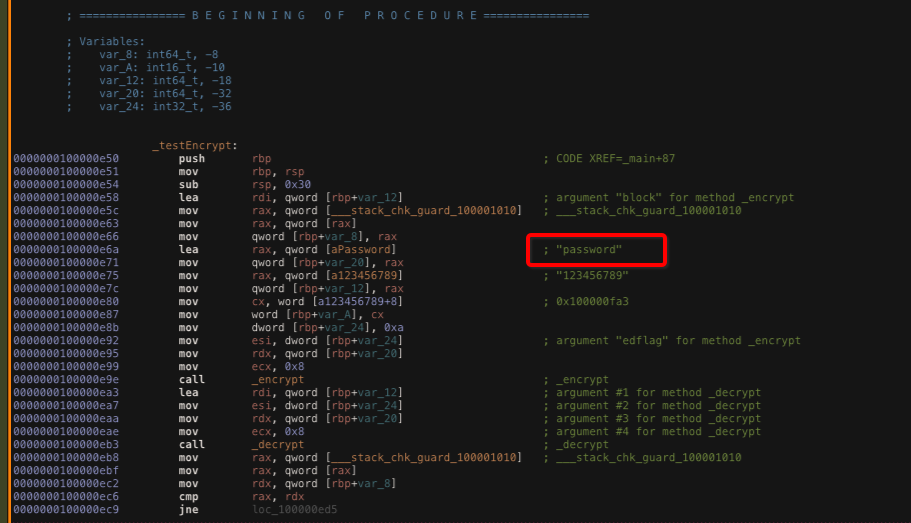 ; ================ B E G I N N I N G   O F   P R O C E D U R E ================

; Variables:
;    var_8: int64_t, -8
;    var_A: int16_t, -10
;    var_12: int64_t, -18
;    var_20: int64_t, -32
;    var_24: int32_t, -36

_testEncrypt:
0000000100000e50 push rbp ; CODE XREF=_main+87
0000000100000e51 mov rbp, rsp
0000000100000e54 sub rsp, 0x30
0000000100000e58 lea rdi, qword [rbp+var_12] ; argument "block" for method _encrypt
0000000100000e5c mov rax, qword [___stack_chk_guard_100001010] ; ___stack_chk_guard_100001010
0000000100000e63 mov rax, qword [rax]
0000000100000e66 mov qword [rbp+var_8], rax
0000000100000e6a lea rax, qword [aPassword] ; "password"
0000000100000e71 mov qword [rbp+var_20], rax
0000000100000e75 mov rax, qword [a123456789] ; "123456789"
0000000100000e7c mov qword [rbp+var_12], rax
0000000100000e80 mov cx, word [a123456789+8] ; 0x100000fa3
0000000100000e87 mov word [rbp+var_A], cx
0000000100000e8b mov dword [rbp+var_24], 0xa
0000000100000e92 mov esi, dword [rbp+var_24] ; argument "edflag" for method _encrypt
0000000100000e95 mov rdx, qword [rbp+var_20]
0000000100000e99 mov ecx, 0x8
0000000100000e9e call _encrypt ; _encrypt
0000000100000ea3 lea rdi, qword [rbp+var_12] ; argument #1 for method _decrypt
0000000100000ea7 mov esi, dword [rbp+var_24] ; argument #2 for method _decrypt
0000000100000eaa mov rdx, qword [rbp+var_20] ; argument #3 for method _decrypt
0000000100000eae mov ecx, 0x8 ; argument #4 for method _decrypt
0000000100000eb3 call _decrypt ; _decrypt
0000000100000eb8 mov rax, qword [___stack_chk_guard_100001010] ; ___stack_chk_guard_100001010
0000000100000ebf mov rax, qword [rax]
0000000100000ec2 mov rdx, qword [rbp+var_8]
0000000100000ec6 cmp rax, rdx
0000000100000ec9 jne loc_100000ed5